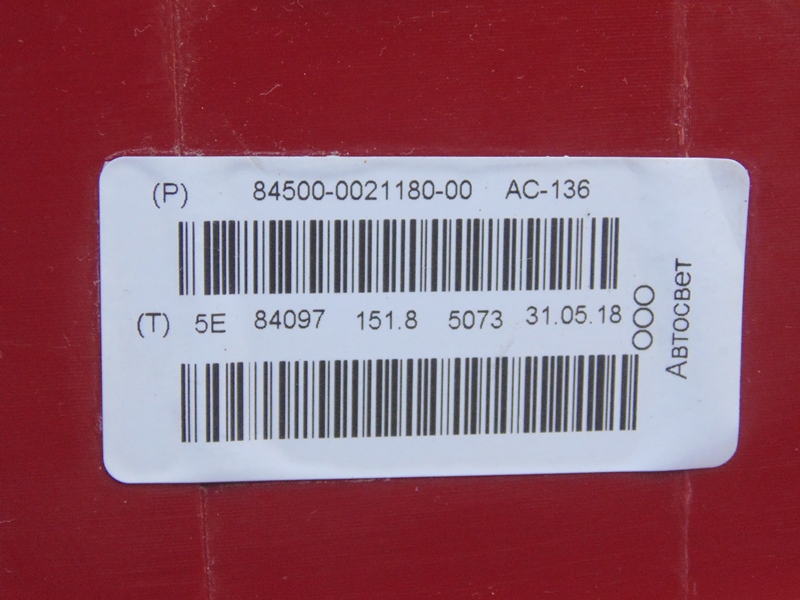 (P) 84500-0021180-00 AC-136
(T) 5E 84097 151.8 5073 31.05.18
ООО
Автосвет